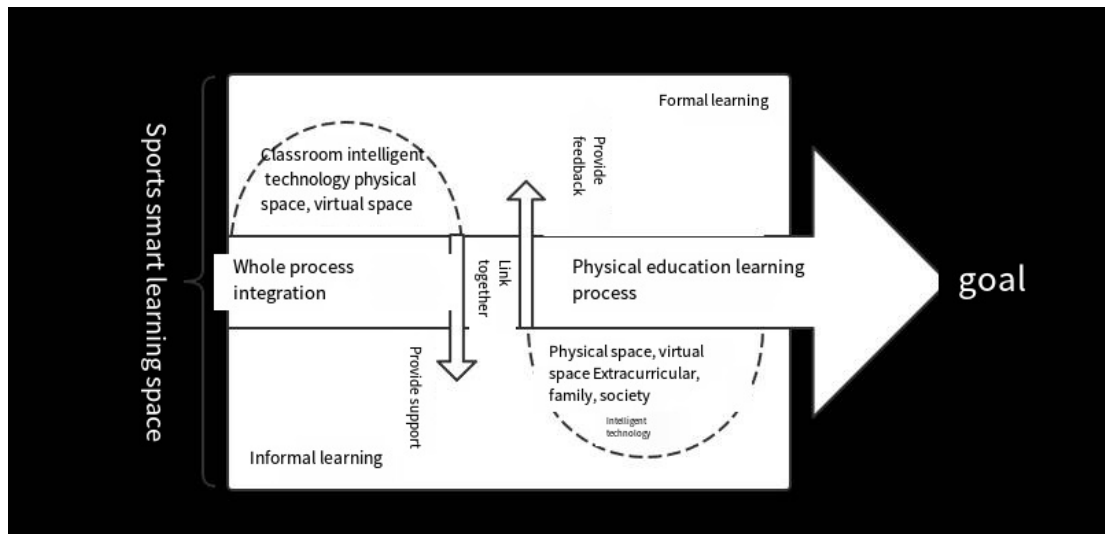 Sports smart learning space
Formal learning
Provide
feedback
Classroom intelligent
technology physical
space, virtual space
Whole process
integration
Link
together
Physical education learning
process
goal
Provide support
Physical space, virtual
space Extracurricular,
family, society
Intelligent
technology
Informal learning